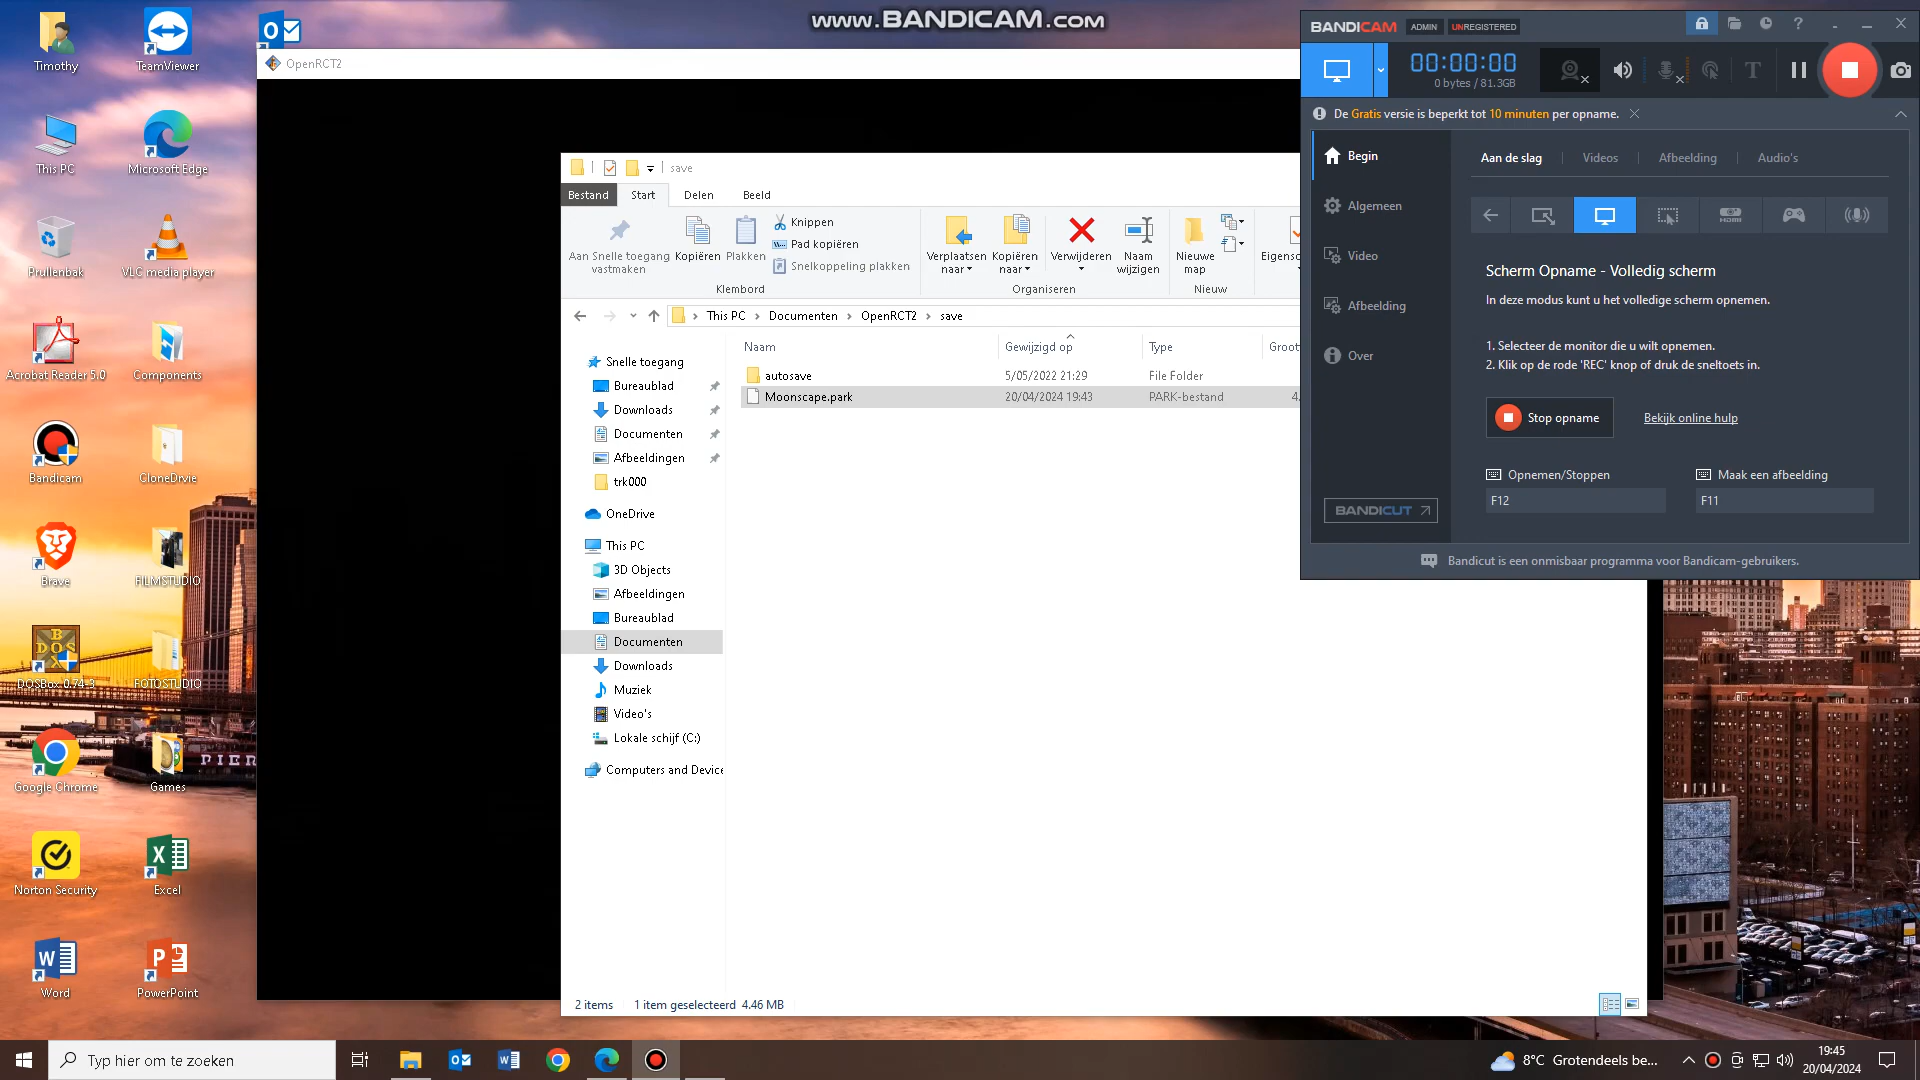 www.BANDICAM.com
Timothy
TeamViewer
This PC
Microsoft Edge
Prullenbak
VLC media player
Acrobat Reader 5.0
Components
Bandicam
CloneDrvie
Brave
FILMSTUDIO
DOSBox 0.74-3
FOTOSTUDIO
Google Chrome
Games
Norton Security
Excel
Word
PowerPoint
OpenRCT2
save
Bestand
Start
Delen
Beeld
Aan Snelle toegang
vastmaken
Kopiëren
Plakken
Knippen
Pad kopiëren
Snelkoppeling plakken
Klembord
Verplaatsen
naar
Kopiëren
naar
Verwijderen
Naam
wijzigen
Organiseren
Nieuwe
map
Nieuw
Eigensc
This PC > Documenten > OpenRCT2 > save
Naam
Gewijzigd op
Type
Groot
autosave
5/05/2022 21:29
File Folder
Moonscape.park
20/04/2024 19:43
PARK-bestand
4.
Snelle toegang
Bureaublad
Downloads
Documenten
Afbeeldingen
trk000
OneDrive
This PC
3D Objects
Afbeeldingen
Bureaublad
Documenten
Downloads
Muziek
Video's
Lokale schijf (C:)
Computers and Device
2 items
1 item geselecteerd 4.46 MB
BANDICAM
ADMIN
UNREGISTERED
00:00:00
0 bytes / 81.3GB
De Gratis versie is beperkt tot 10 minuten per opname.
Begin
Algemeen
Video
Afbeelding
Over
BANDICUT
Aan de slag
Videos
Afbeelding
Audio's
HDMI
Scherm Opname - Volledig scherm
In deze modus kunt u het volledige scherm opnemen.
1. Selecteer de monitor die u wilt opnemen.
2. Klik op de rode 'REC' knop of druk de sneltoets in.
Stop opname
Bekijk online hulp
Opnemen/Stoppen
F12
Maak een afbeelding
F11
Bandicut is een onmisbaar programma voor Bandicam-gebruikers.
PIER
Typ hier om te zoeken
8°C Grotendeels be...
19:45
20/04/2024